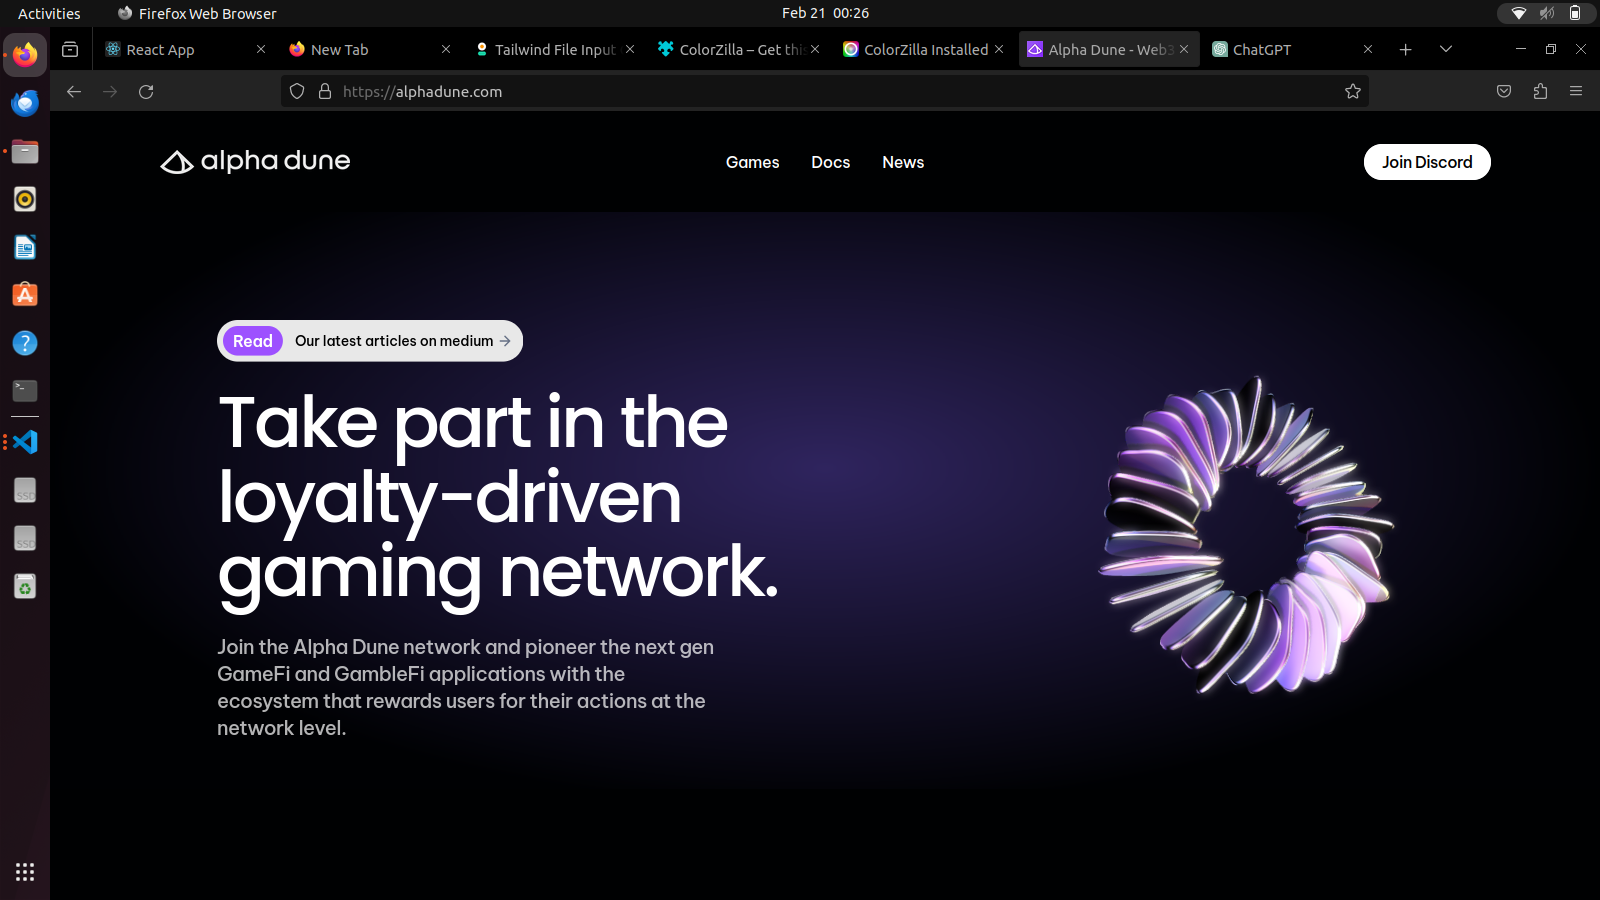 Activities
Firefox Web Browser
Feb 21 00:26
React App
New Tab
Tailwind File Input
ColorZilla – Get this
ColorZilla Installed
Alpha Dune - Web3
ChatGPT
https://alphadune.com
alpha dune
Games
Docs
News
Join Discord
Read Our latest articles on medium →
Take part in the
loyalty-driven
gaming network.
Join the Alpha Dune network and pioneer the next gen
GameFi and GambleFi applications with the
ecosystem that rewards users for their actions at the
network level.
SSD
SSD